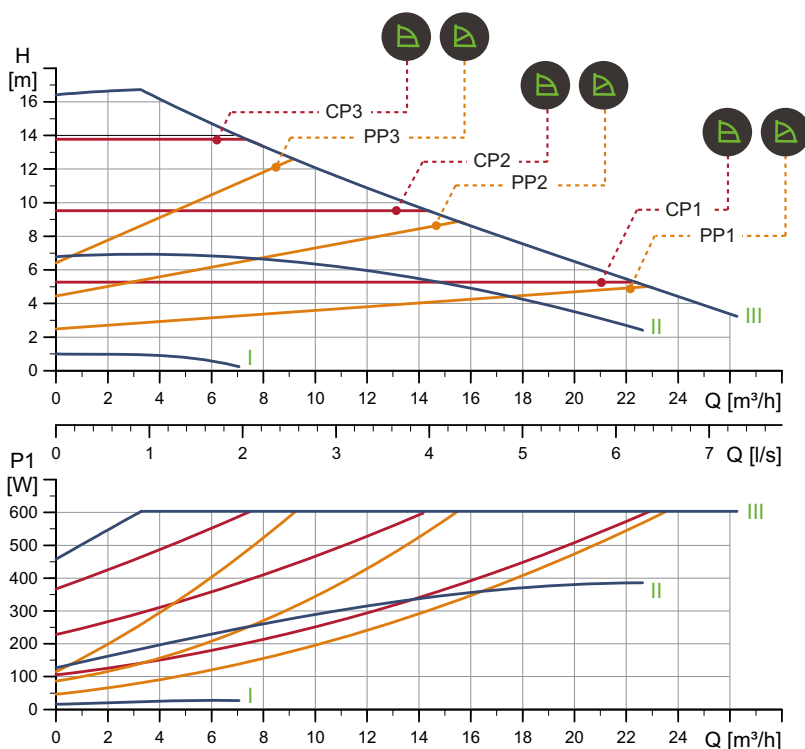 H
[m]
16
14
12
10
8
6
4
2
0
CP3
PP3
CP2
PP2
CP1
PP1
III
II
I
0 2 4 6 8 10 12 14 16 18 20 22 24
Q [m³/h]
0 1 2 3 4 5 6 7 Q [l/s]
P1
[W]
600
500
400
300
200
100
0
III
II
I
0 2 4 6 8 10 12 14 16 18 20 22 24 Q [m³/h]